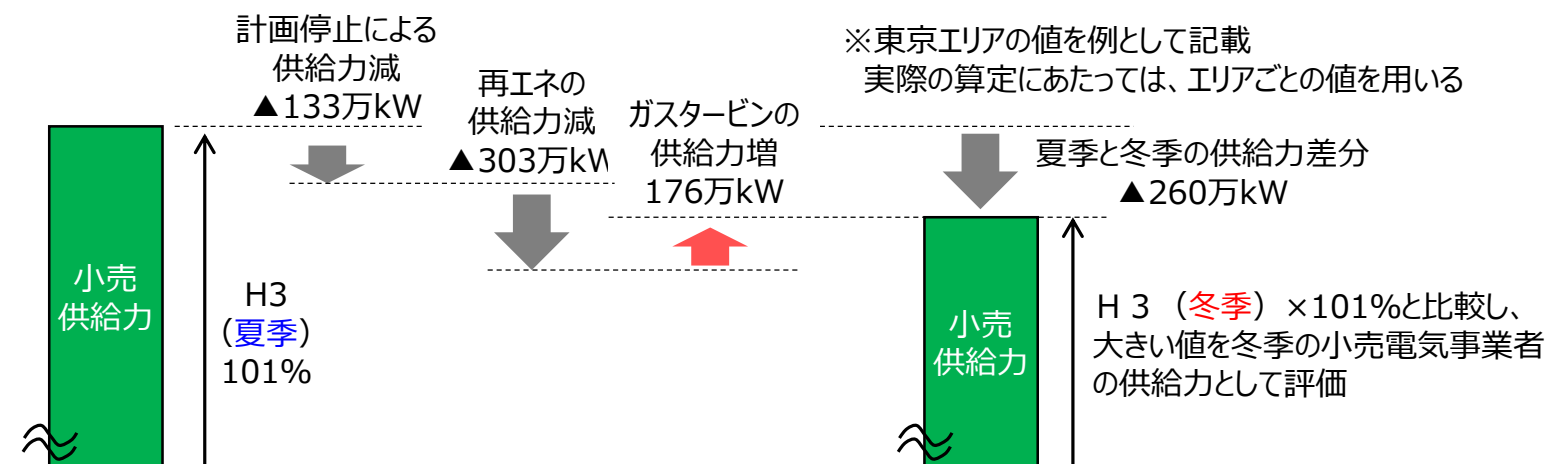 計画停止による
供給力減
▲133万kW
再エネの
供給力減
▲303万kW
ガスタービンの
供給力増
176万kW
※東京エリアの値を例として記載
実際の算定にあたっては、エリアごとの値を用いる
夏季と冬季の供給力差分
▲260万kW
小売
供給力
H3
（夏季）
101%
小売
供給力
H３（冬季）×101%と比較し、
大きい値を冬季の小売電気事業者
の供給力として評価